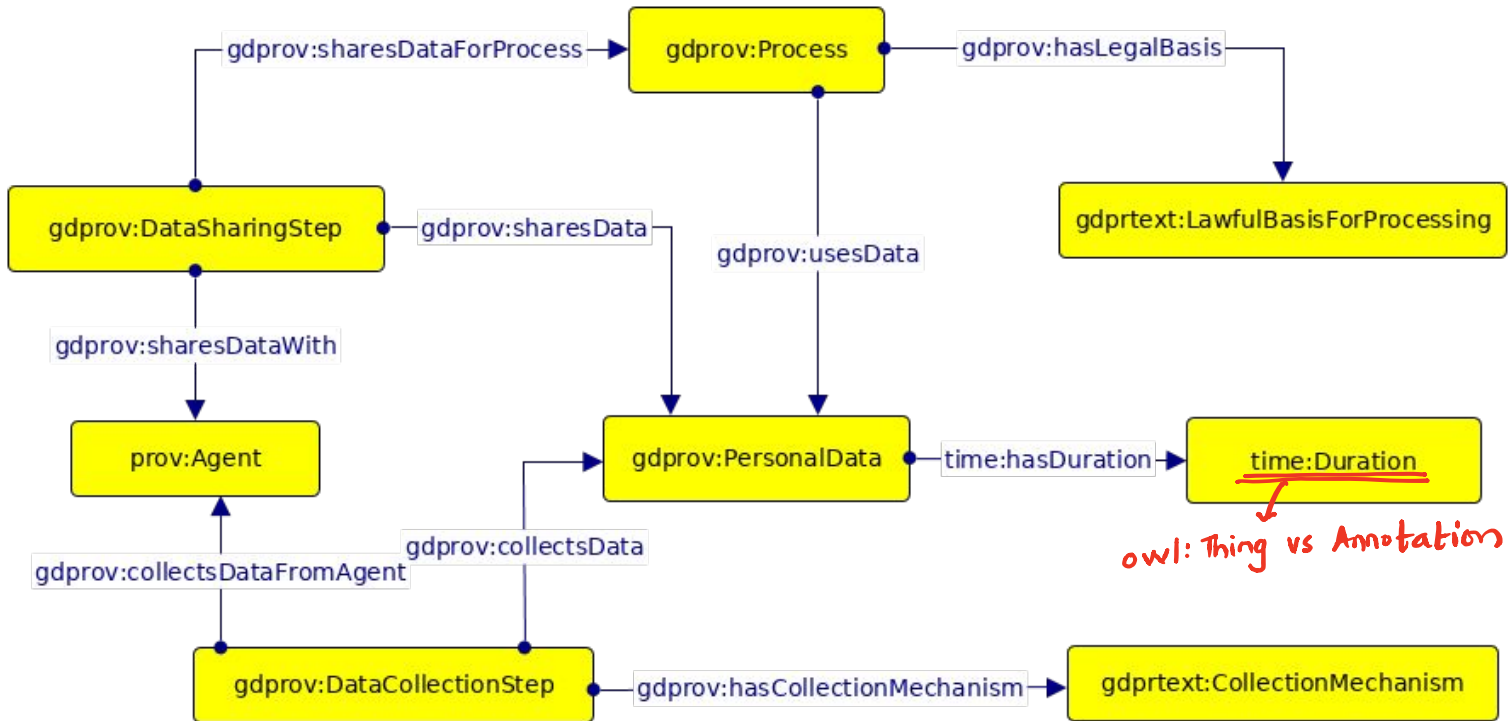 gdprov:sharesDataForProcess
gdprov:Process
gdprov:hasLegalBasis
gdprov:DataSharingStep
gdprov:sharesData
gdprov:usesData
gdprtext:LawfulBasisForProcessing
gdprov:sharesDataWith
prov:Agent
gdprov:PersonalData
time:hasDuration
time:Duration
owl: Thing vs Annotation
gdprov:collectsData
gdprov:collectsDataFromAgent
gdprov:DataCollectionStep
gdprov:hasCollectionMechanism
gdprtext:CollectionMechanism